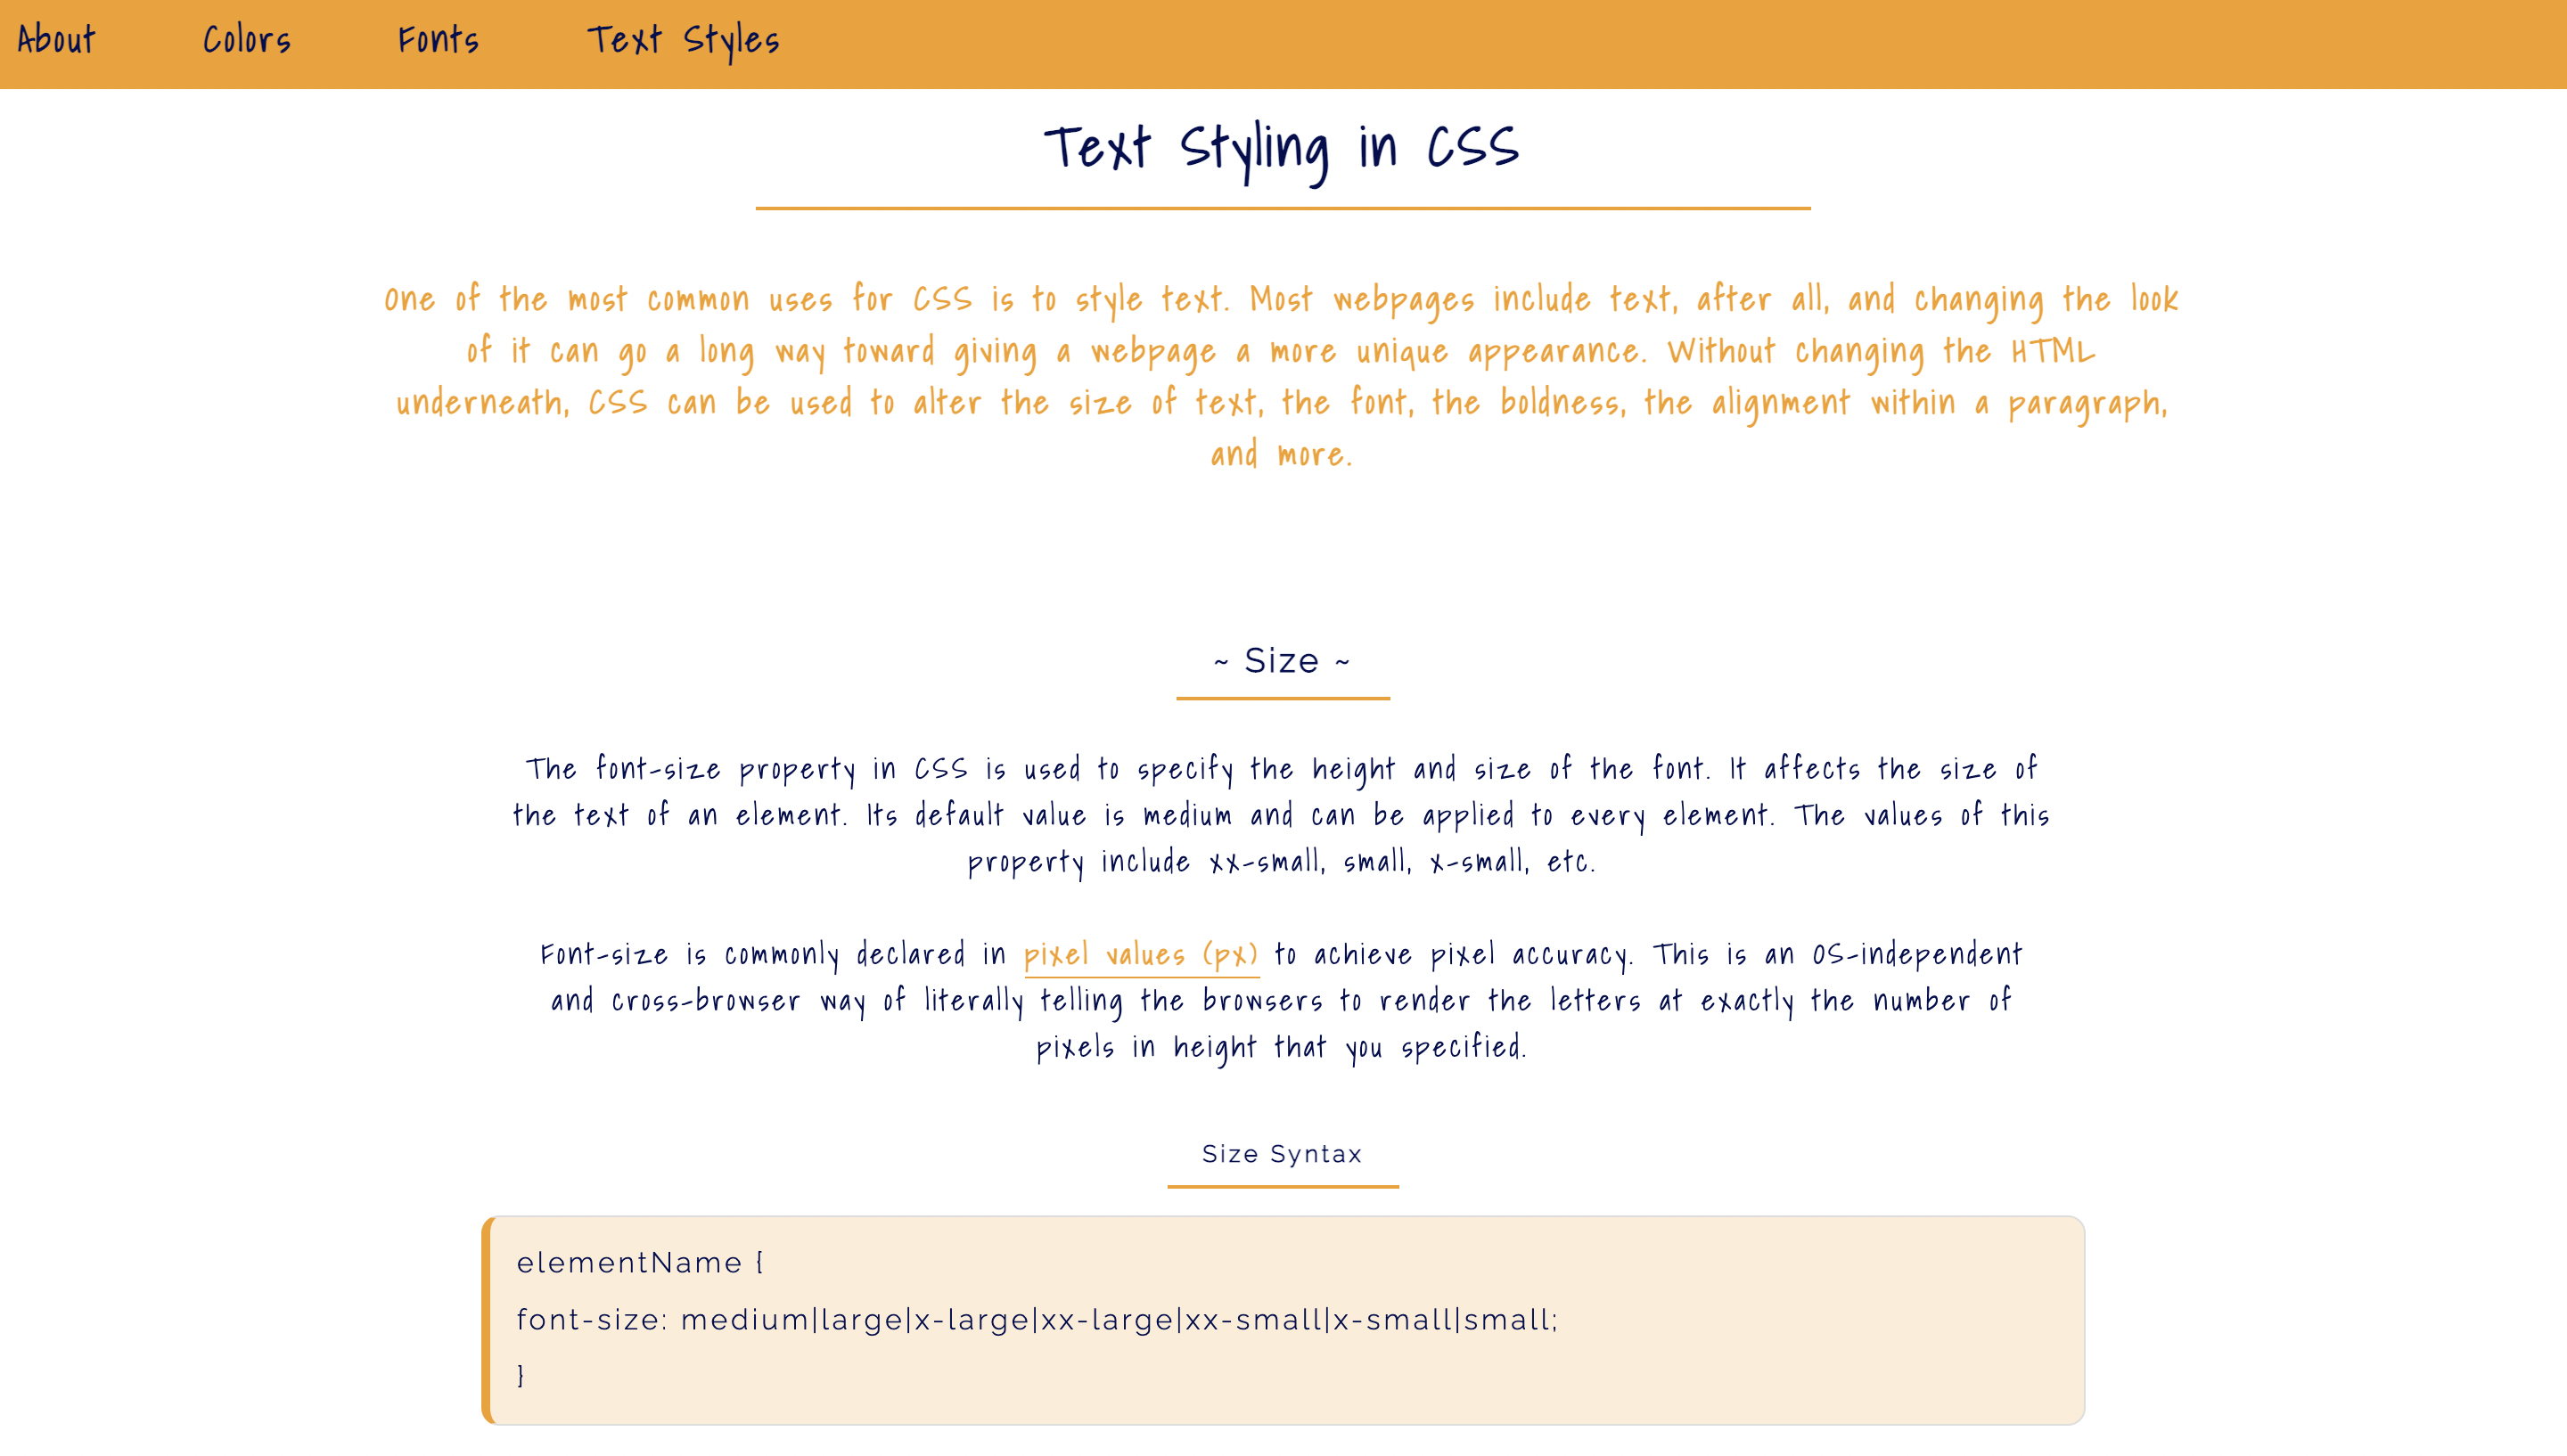 About Colors Fonts Text Styles
Text Styling in CSS
One of the most common uses for CSS is to style text. Most webpages include text, after all, and changing the look
of it can go a long way toward giving a webpage a more unique appearance. Without changing the HTML
underneath, CSS can be used to alter the size of text, the font, the boldness, the alignment within a paragraph,
and more.
~ Size ~
The font-size property in CSS is used to specify the height and size of the font. It affects the size of
the text of an element. Its default value is medium and can be applied to every element. The values of this
property include xx-small, small, x-small, etc.
Font-size is commonly declared in pixel values (px) to achieve pixel accuracy. This is an OS-independent
and cross-browser way of literally telling the browsers to render the letters at exactly the number of
pixels in height that you specified.
Size Syntax
elementName {
font-size: medium|large|x-large|xx-large|xx-small|x-small|small;
}